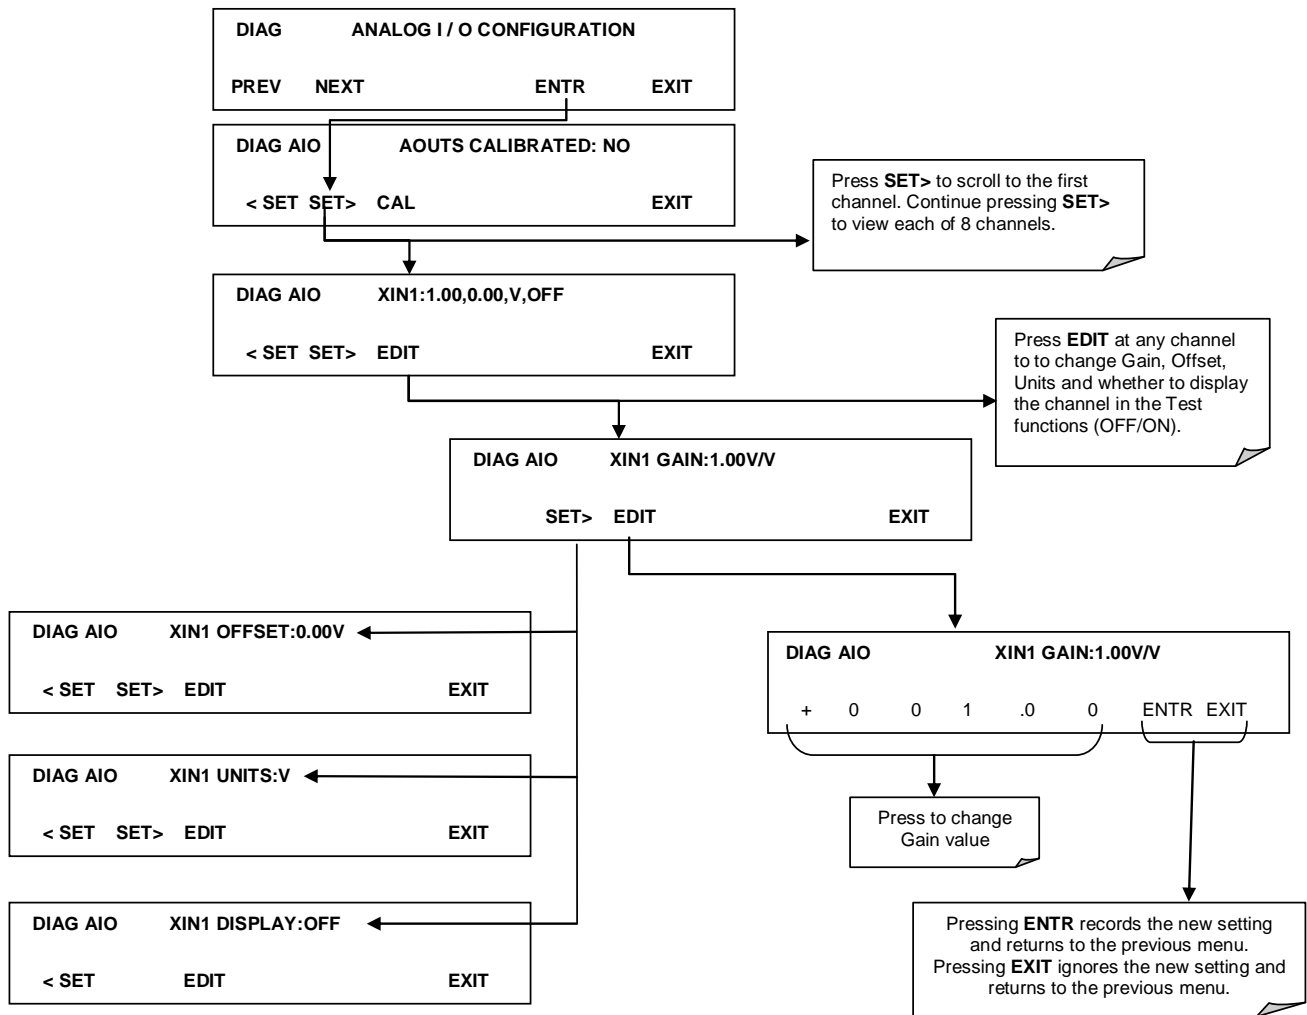 DIAG ANALOG I / O CONFIGURATION
PREV NEXT ENTR EXIT
DIAG AIO AOUTS CALIBRATED: NO
< SET SET> CAL EXIT
Press SET> to scroll to the first
channel. Continue pressing SET>
to view each of 8 channels.
DIAG AIO XIN1:1.00,0.00,V,OFF
< SET SET> EDIT EXIT
Press EDIT at any channel
to to change Gain, Offset,
Units and whether to display
the channel in the Test
functions (OFF/ON).
DIAG AIO XIN1 GAIN:1.00V/V
SET> EDIT EXIT
DIAG AIO XIN1 OFFSET:0.00V
< SET SET> EDIT EXIT
DIAG AIO XIN1 GAIN:1.00V/V
+ 0 0 1 .0 0 ENTR EXIT
DIAG AIO XIN1 UNITS:V
< SET SET> EDIT EXIT
Press to change
Gain value
DIAG AIO XIN1 DISPLAY:OFF
< SET EDIT EXIT
Pressing ENTR records the new setting
and returns to the previous menu.
Pressing EXIT ignores the new setting and
returns to the previous menu.